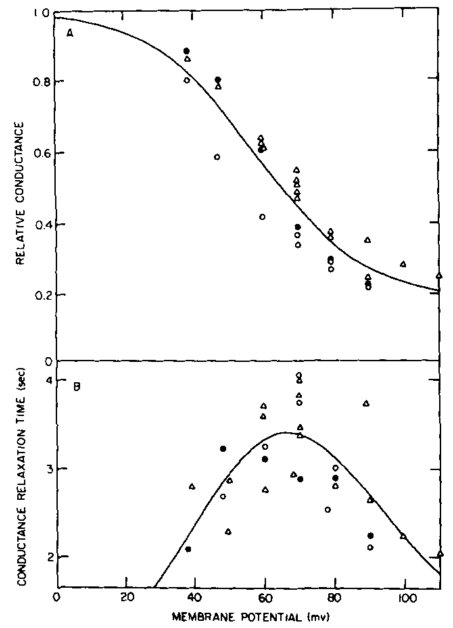 1.0
A
0.8
0.6
0.4
0.2
0
RELATIVE CONDUCTANCE
4
B
3
2
CONDUCTANCE RELAXATION TIME (sec)
0 20 40 60 80 100
MEMBRANE POTENTIAL (mv)